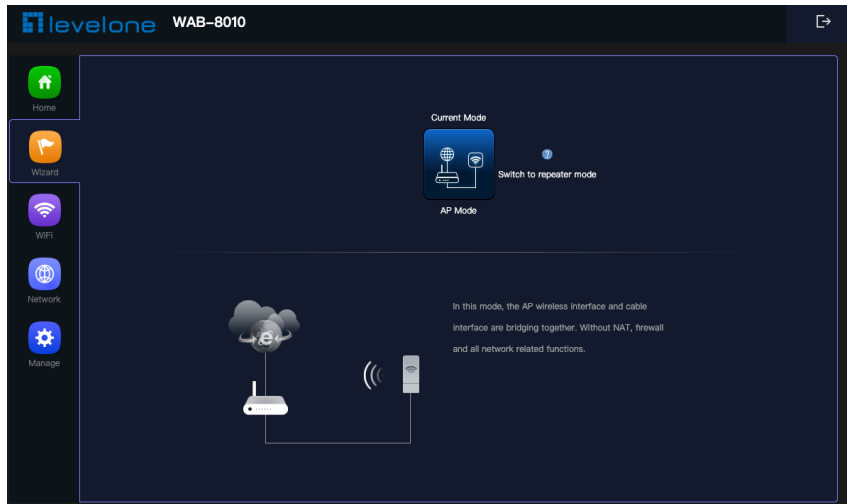 levelone WAB-8010
Home
Wizard
WiFi
Network
Manage
Current Mode
Switch to repeater mode
AP Mode
In this mode, the AP wireless interface and cable
interface are bridging together. Without NAT, firewall
and all network related functions.